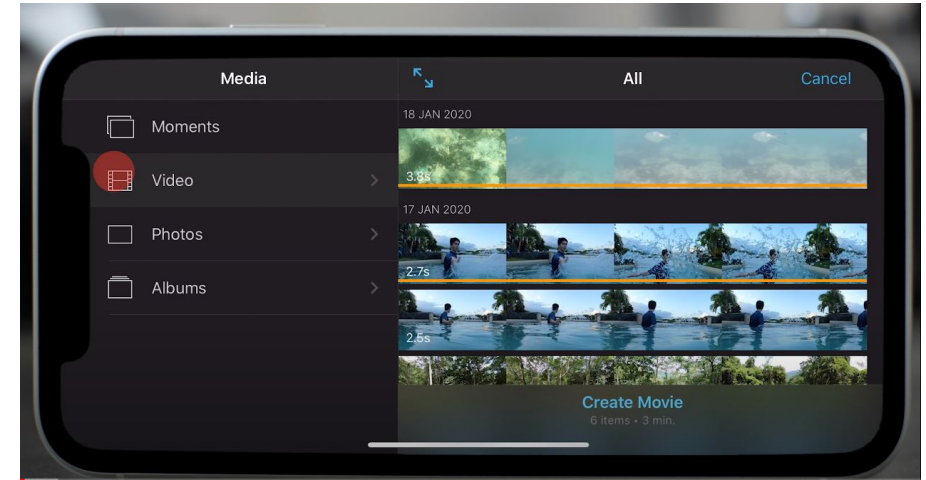 Media
Moments
Video
Photos
Albums
All
Cancel
18 JAN 2020
3.8s
17 JAN 2020
2.7s
2.5s
Create Movie
6 items • 3 min.